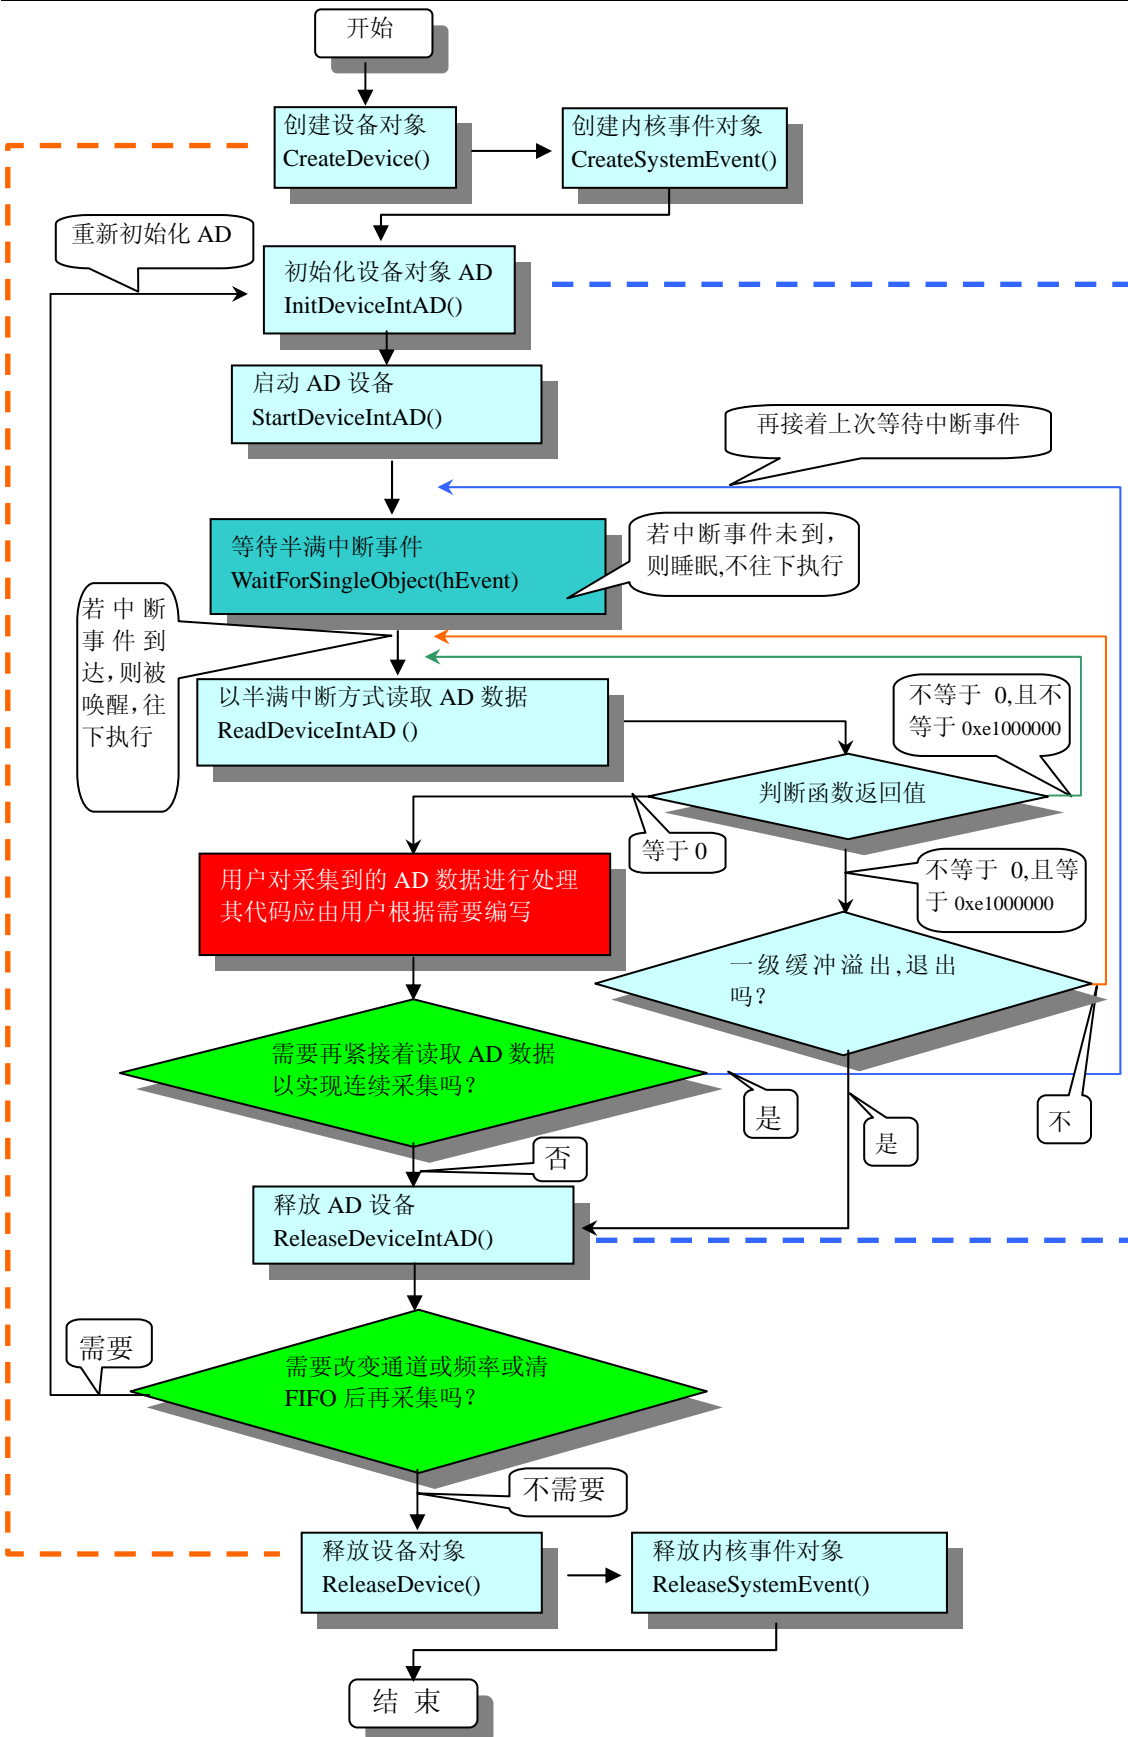 开始
创建设备对象
CreateDevice()
创建内核事件对象
CreateSystemEvent()
重新初始化 AD
初始化设备对象 AD
InitDeviceIntAD()
启动 AD 设备
StartDeviceIntAD()
再接着上次等待中断事件
等待半满中断事件
WaitForSingleObject(hEvent)
若中断事件未到，
则睡眠,不往下执行
若中断
事件到
达，则被
唤醒，往
下执行
以半满中断方式读取 AD 数据
ReadDeviceIntAD ()
不等于 0,且不
等于 0xe1000000
判断函数返回值
等于 0
不等于 0,且等
于 0xe1000000
用户对采集到的 AD 数据进行处理
其代码应由用户根据需要编写
一级缓冲溢出,退出
吗？
需要再紧接着读取 AD 数据
以实现连续采集吗？
是
是
不
否
释放 AD 设备
ReleaseDeviceIntAD()
需要
需要改变通道或频率或清
FIFO 后再采集吗？
不需要
释放设备对象
ReleaseDevice()
释放内核事件对象
ReleaseSystemEvent()
结 束